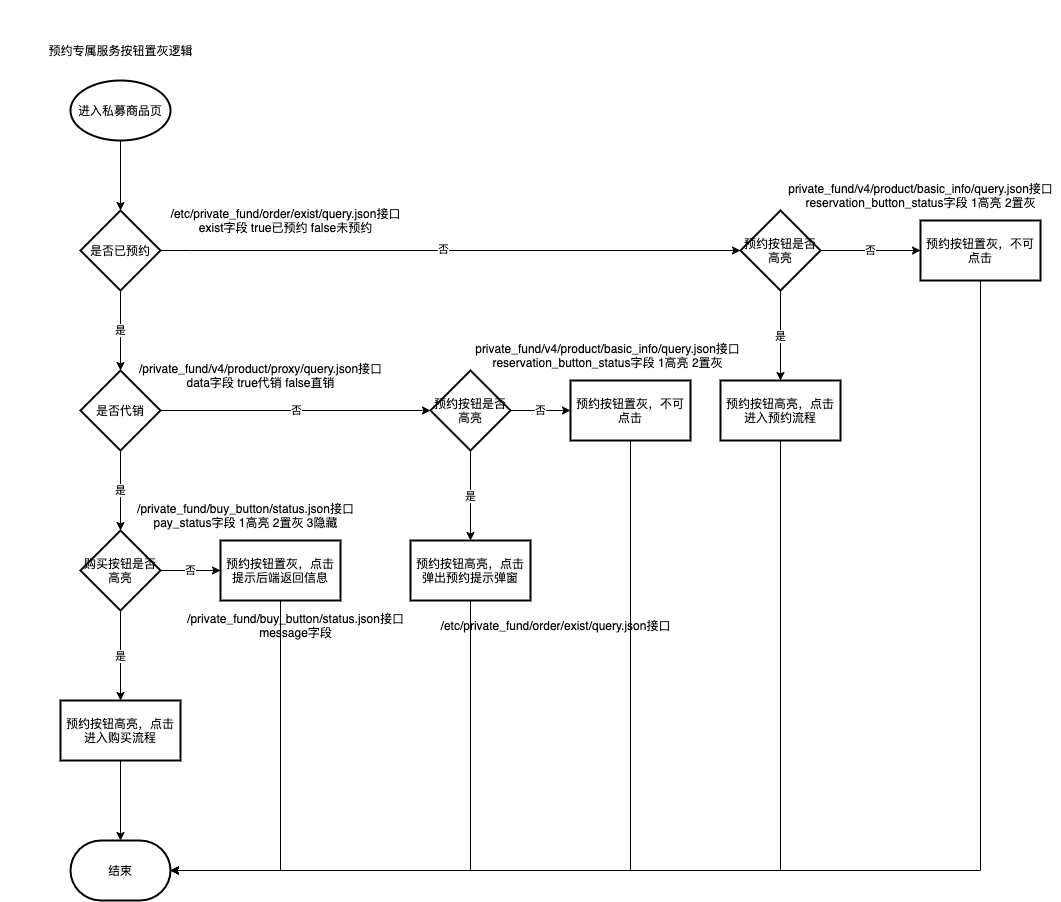 预约专属服务按钮置灰逻辑
进入私募商品页
private_fund/v4/product/basic_info/query.json接口
reservation_button_status字段 1高亮 2置灰
/etc/private_fund/order/exist/query.json接口
exist字段 true已预约 false未预约
是否已预约
否
预约按钮是否
高亮
否
预约按钮置灰，不可
点击
是
是
private_fund/v4/product/basic_info/query.json接口
reservation_button_status字段 1高亮 2置灰
/private_fund/v4/product/proxy/query.json接口
data字段 true代销 false直销
是否代销
否
预约按钮是否
高亮
否
预约按钮置灰，不可
点击
预约按钮高亮，点击
进入预约流程
是
是
/private_fund/buy_button/status.json接口
pay_status字段 1高亮 2置灰 3隐藏
购买按钮是否
高亮
否
预约按钮置灰，点击
提示后端返回信息
预约按钮高亮，点击
弹出预约提示弹窗
/private_fund/buy_button/status.json接口
message字段
/etc/private_fund/order/exist/query.json接口
是
预约按钮高亮，点击
进入购买流程
结束